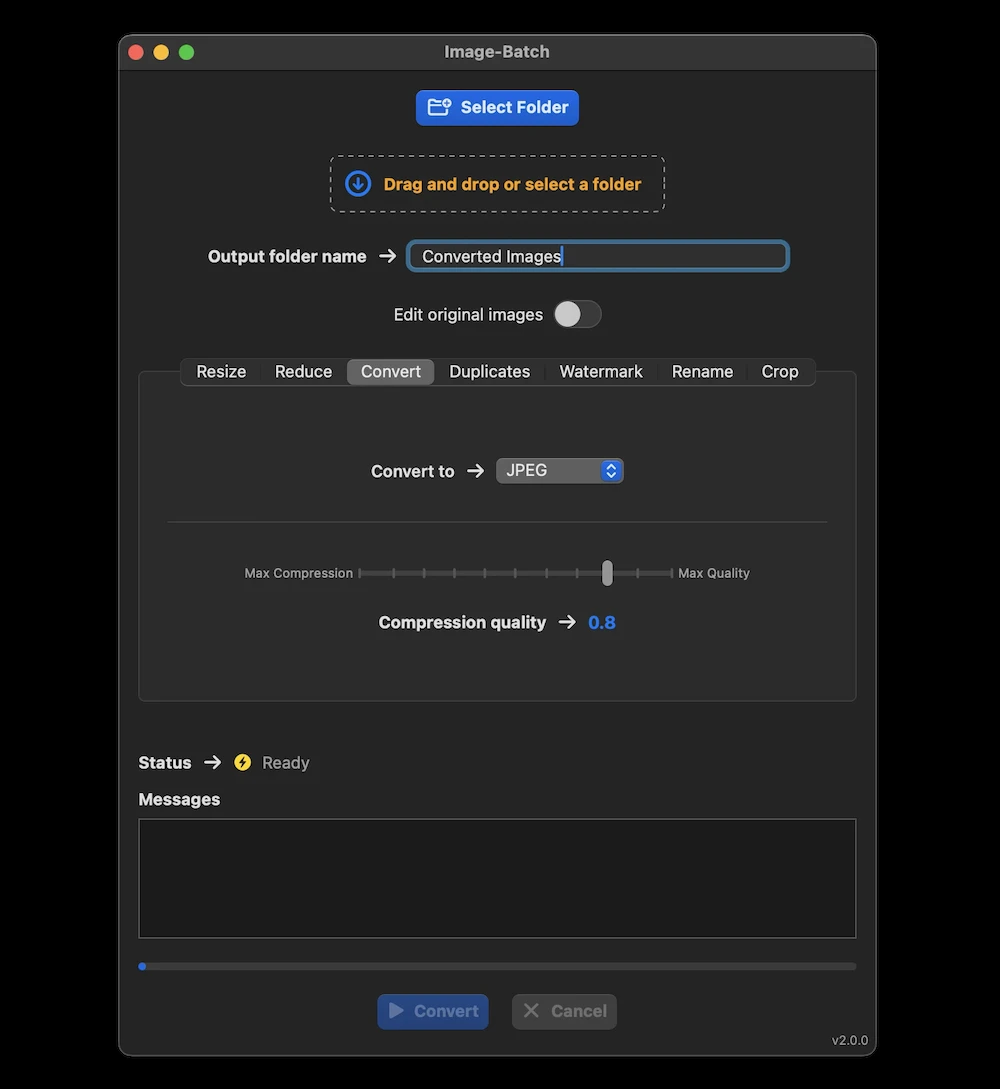 Image-Batch
Select Folder
Drag and drop or select a folder
Output folder name → Converted Images
Edit original images
Resize Reduce Convert Duplicates Watermark Rename Crop
Convert to → JPEG
Max Compression Max Quality
Compression quality → 0.8
Status → Ready
Messages
Convert Cancel
v2.0.0